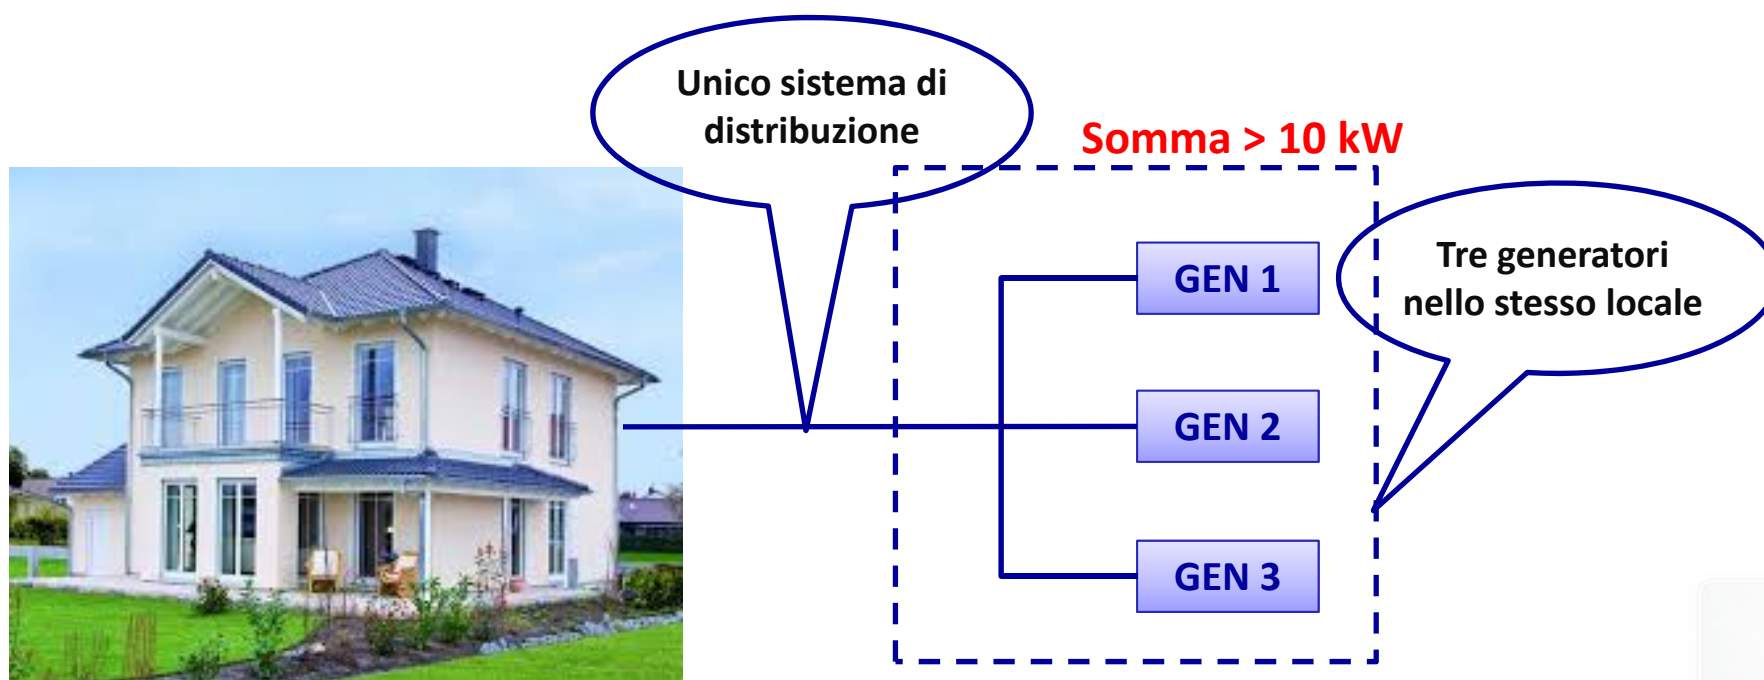 Unico sistema di
distribuzione
Somma > 10 kW
GEN 1
Tre generatori
nello stesso locale
GEN 2
GEN 3